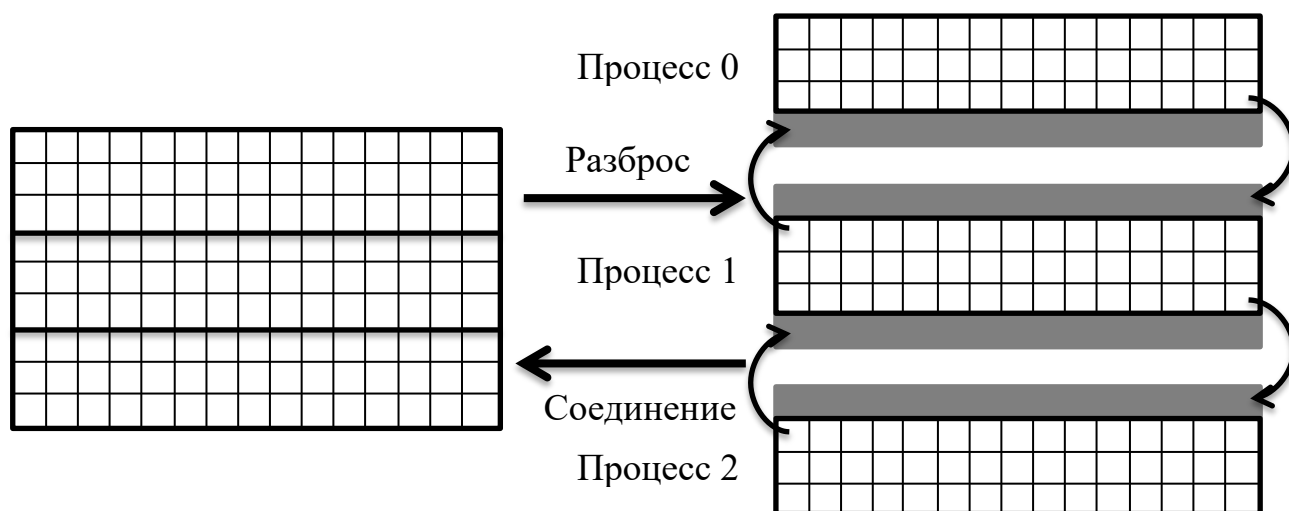 Процесс 0
Разброс
Процесс 1
Соединение
Процесс 2